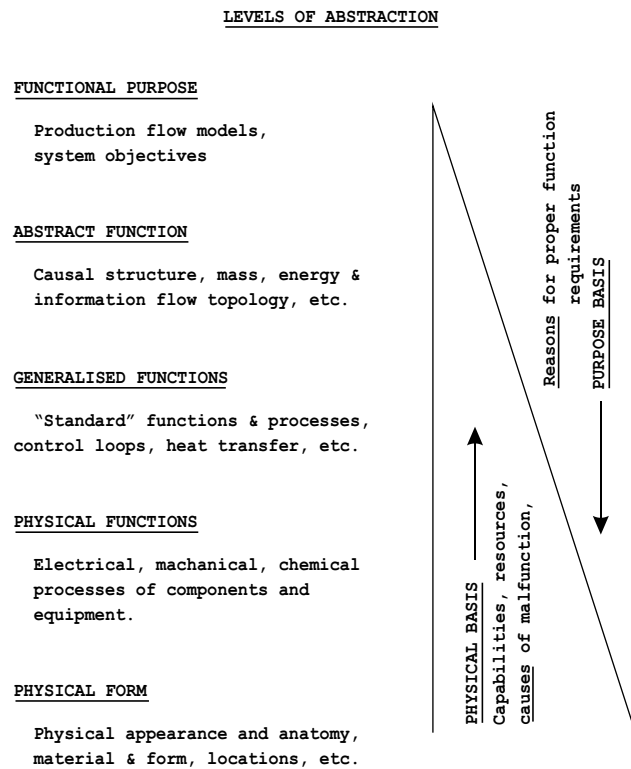 LEVELS OF ABSTRACTION
FUNCTIONAL PURPOSE
Production flow models,
system objectives
ABSTRACT FUNCTION
Causal structure, mass, energy &
information flow topology, etc.
GENERALISED FUNCTIONS
“Standard” functions & processes,
control loops, heat transfer, etc.
PHYSICAL FUNCTIONS
Electrical, machanical, chemical
processes of components and
equipment.
PHYSICAL FORM
Physical appearance and anatomy,
material & form, locations, etc.
PHYSICAL BASIS
Capabilities, resources,
causes of malfunction,
Reasons for proper function
requirements
PURPOSE BASIS